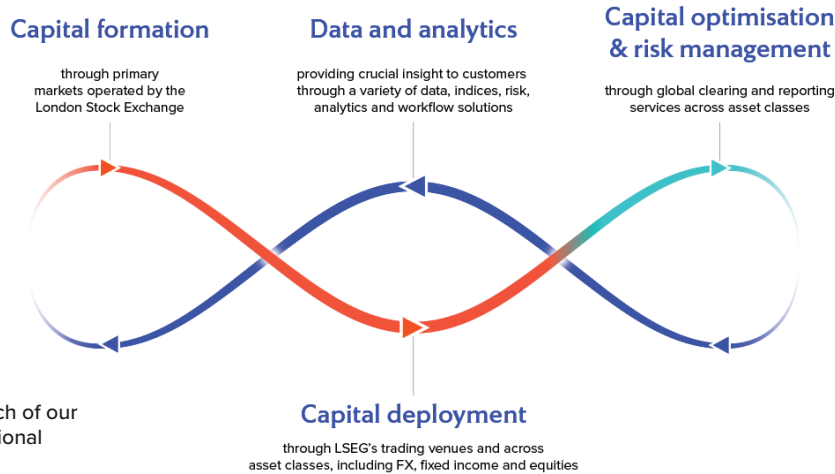 Capital formation
through primary
markets operated by the
London Stock Exchange
Data and analytics
providing crucial insight to customers
through a variety of data, indices, risk,
analytics and workflow solutions
Capital optimisation
& risk management
through global clearing and reporting
services across asset classes
ch of our
ional
Capital deployment
through LSEG’s trading venues and across
asset classes, including FX, fixed income and equities